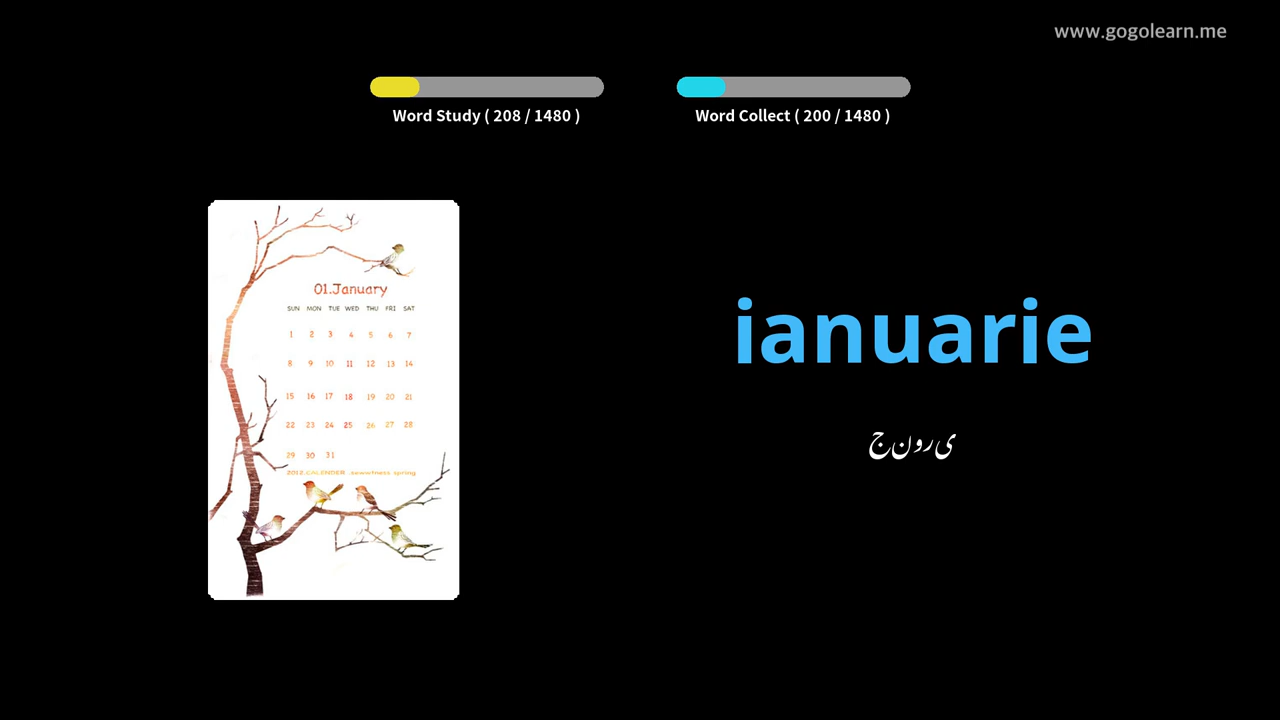 www.gogolearn.me
Word Study ( 208 / 1480 )
Word Collect ( 200 / 1480 )
01.January
SUN MON TUE WED THU FRI SAT
1 2 3 4 5 6 7
8 9 10 11 12 13 14
15 16 17 18 19 20 21
22 23 24 25 26 27 28
29 30 31
2012.CALENDER spring
ianuarie
جنوری